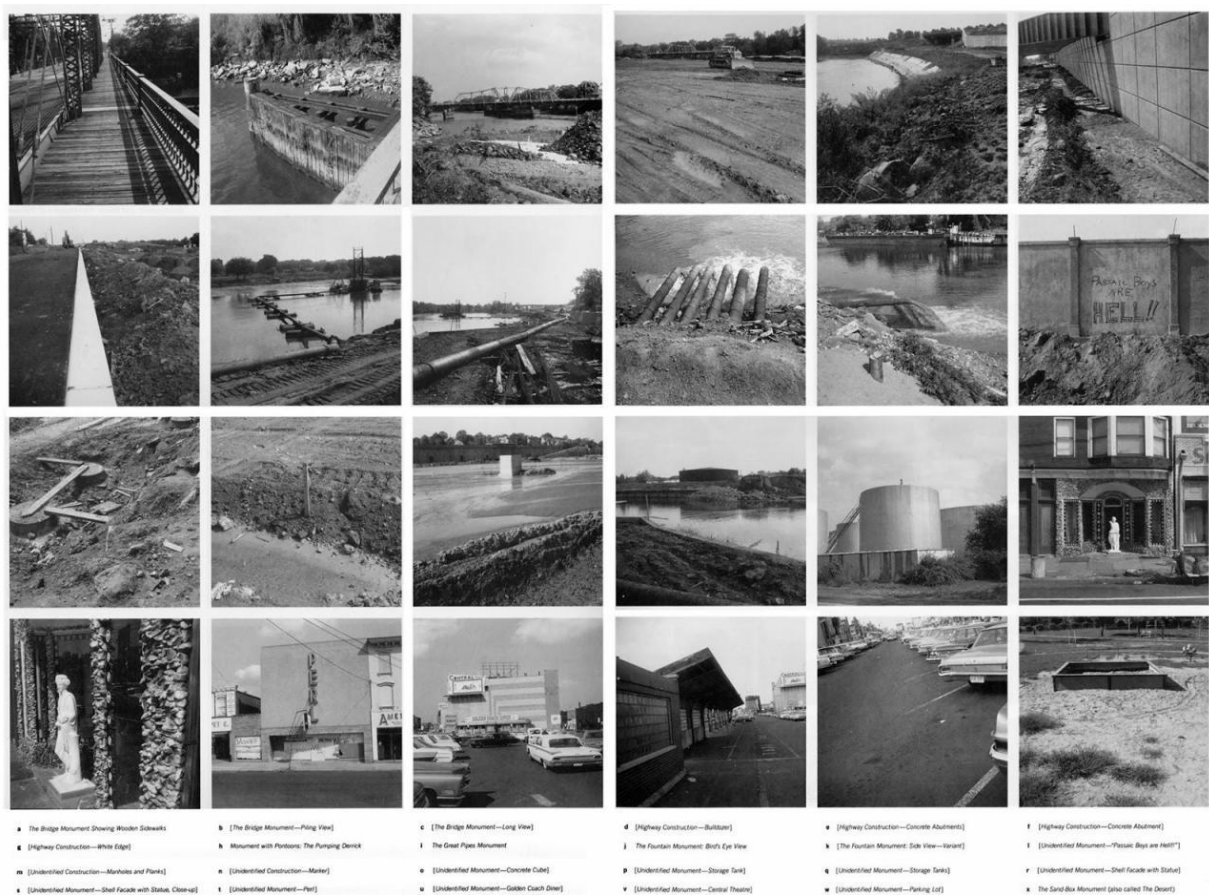 PASSAIC BOYS
ARE
HELL!!
PERL
AME
CENTRAL
a The Bridge Monument Showing Wooden Sidewalks
b [The Bridge Monument—Piling View]
c [The Bridge Monument—Long View]
d [Highway Construction—Bulldozer]
e [Highway Construction—Concrete Abutments]
f [Highway Construction—Concrete Abutment]
g [Highway Construction—White Edge]
h Monument with Pontoons: The Pumping Derrick
i The Great Pipes Monument
j The Fountain Monument: Bird's Eye View
k The Fountain Monument: Side View—Variant]
l [Unidentified Monument—"Passaic Boys are Hell!!"]
m [Unidentified Construction—Manholes and Planks]
n [Unidentified Construction—Marker]
o [Unidentified Monument—Concrete Cube]
p [Unidentified Monument—Storage Tank]
q [Unidentified Monument—Storage Tanks]
r [Unidentified Monument—Shell Facade with Statue]
s [Unidentified Monument—Shell Facade with Statue, Close-up]
t [Unidentified Monument—Perl]
u [Unidentified Monument—Golden Coach Diner]
v [Unidentified Monument—Central Theatre]
w [Unidentified Monument—Parking Lot]
x The Sand-Box Monument (also called The Desert)